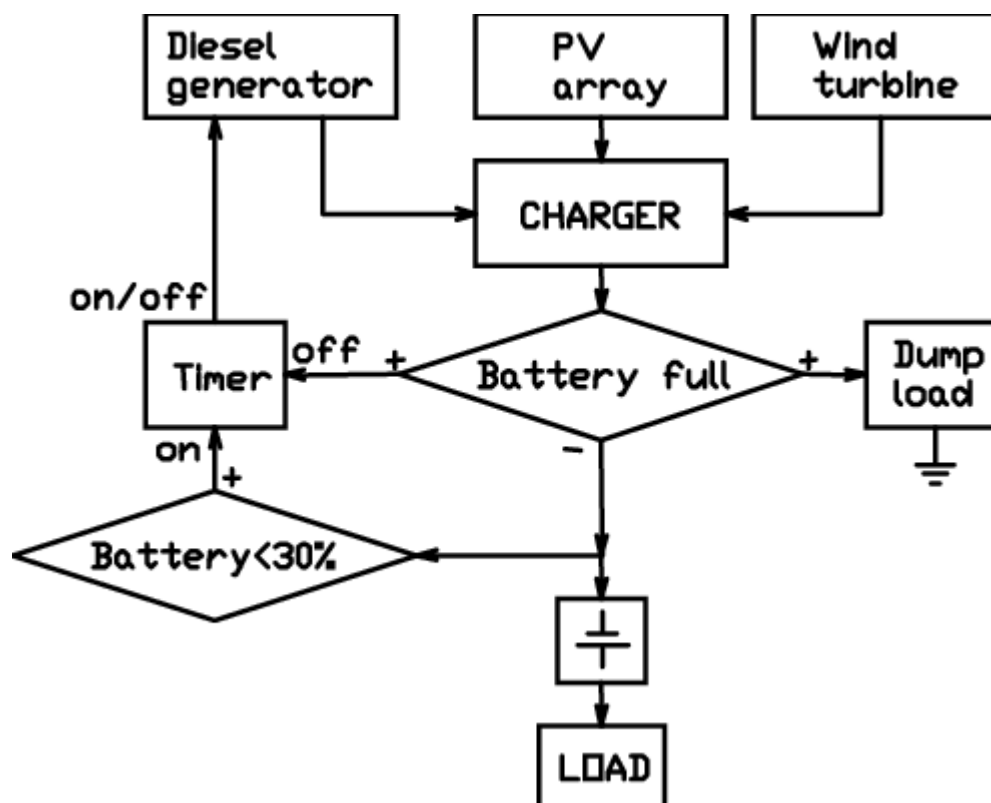 Diesel
generator
PV
array
Wind
turbine
CHARGER
on/off
Timer
off
+
Battery full
+
Dump
load
on
-
+
Battery<30%
LOAD